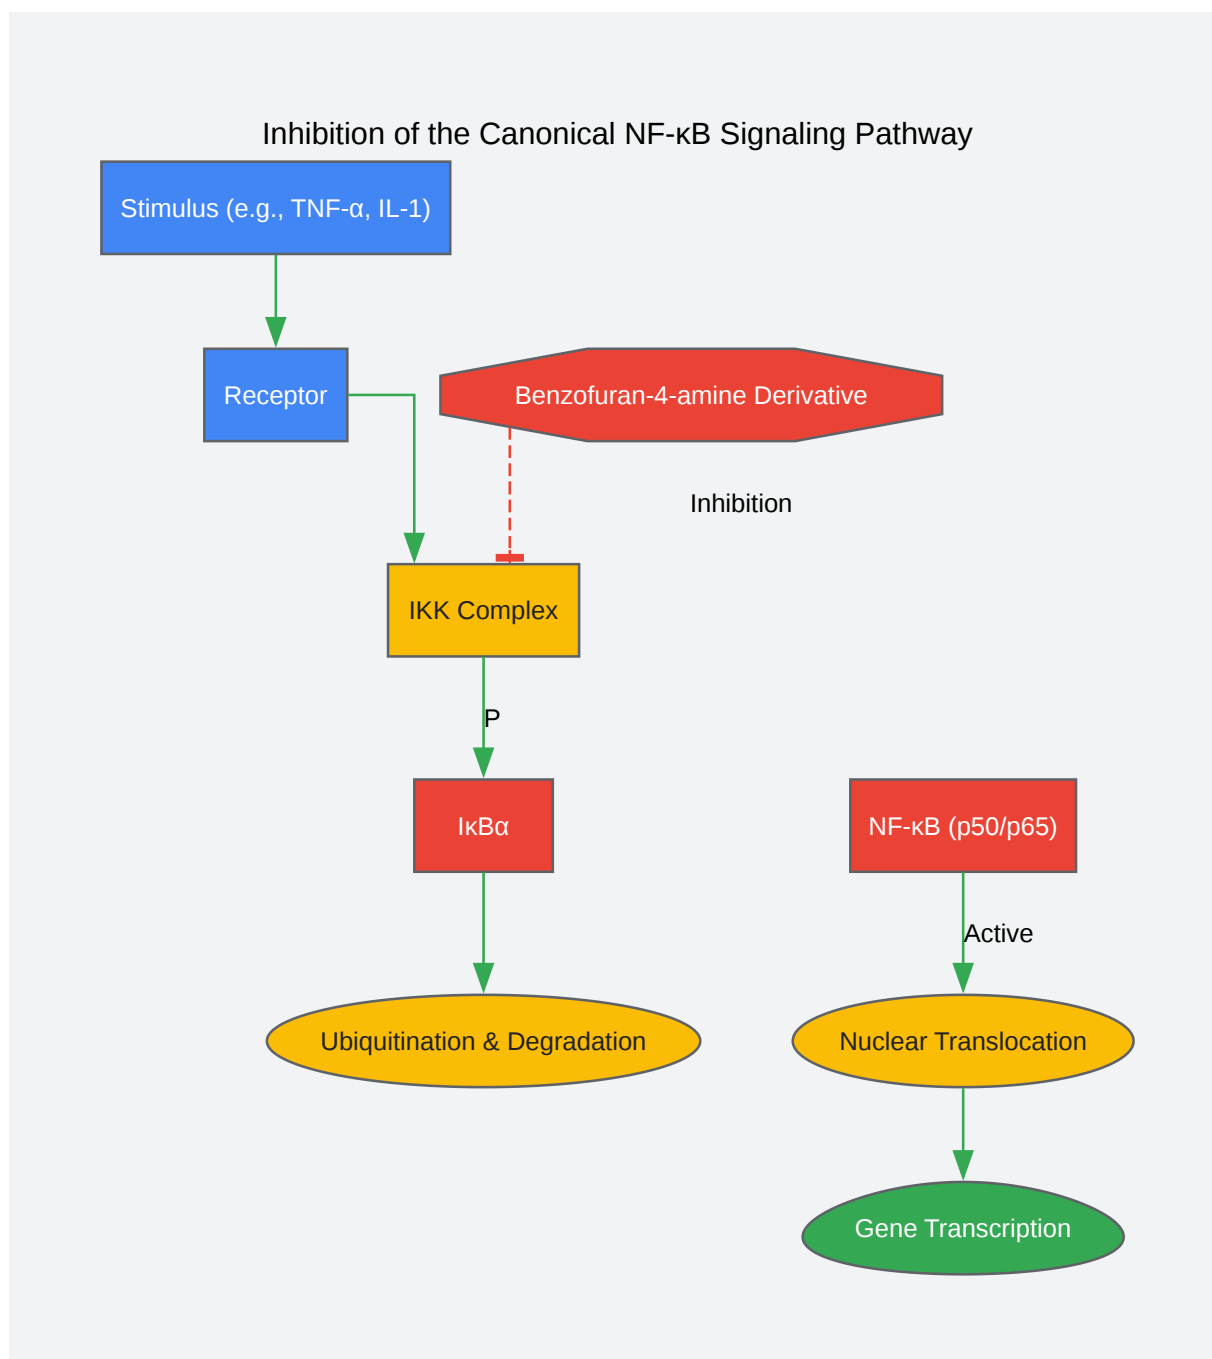 Inhibition of the Canonical NF-κB Signaling Pathway
Stimulus (e.g., TNF-α, IL-1)
Receptor
Benzofuran-4-amine Derivative
Inhibition
IKK Complex
P
IκBα
NF-κB (p50/p65)
Active
Ubiquitination & Degradation
Nuclear Translocation
Gene Transcription